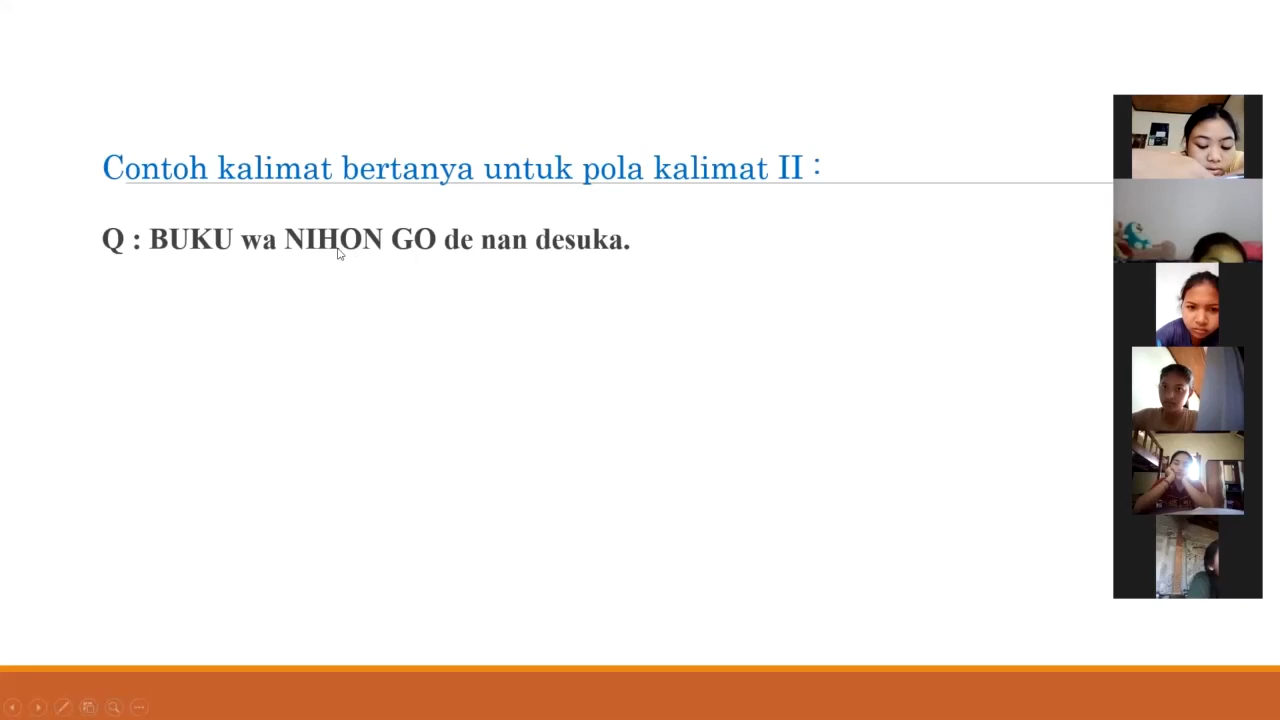 Contoh kalimat bertanya untuk pola kalimat II :
Q : BUKU wa NIHON GO de nan desuka.